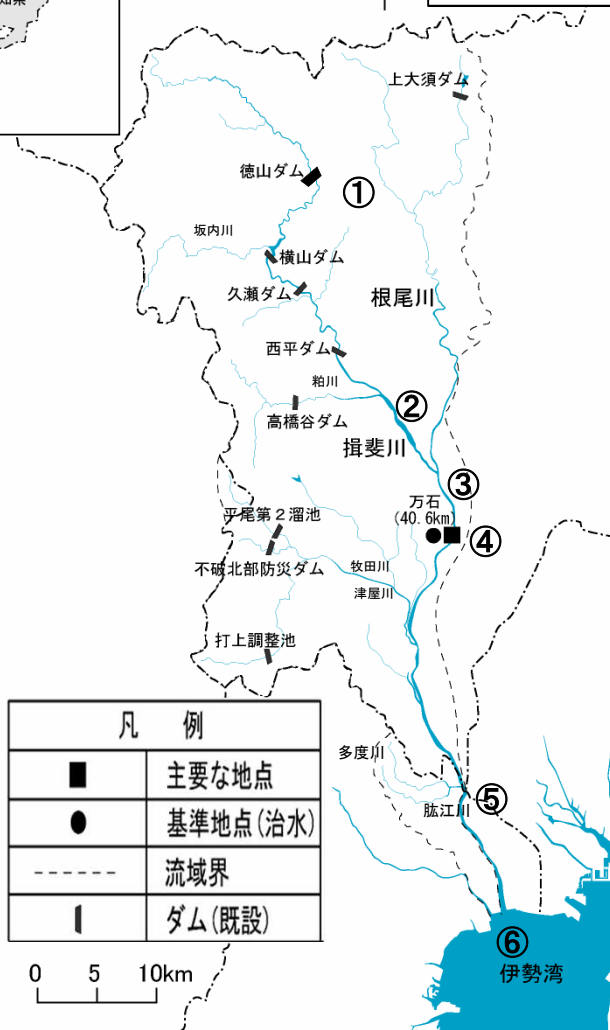 上大須ダム
徳山ダム
①
坂内川
横山ダム
久瀬ダム
根尾川
西平ダム
粕川
②
高橋谷ダム
揖斐川
③
万石
(40.6km)
④
平尾第２溜池
不破北部防災ダム
牧田川
津屋川
打上調整池
凡 例
主要な地点
基準地点(治水)
流域界
ダム(既設)
多度川
肱江川
⑤
⑥
伊勢湾
0 5 10km